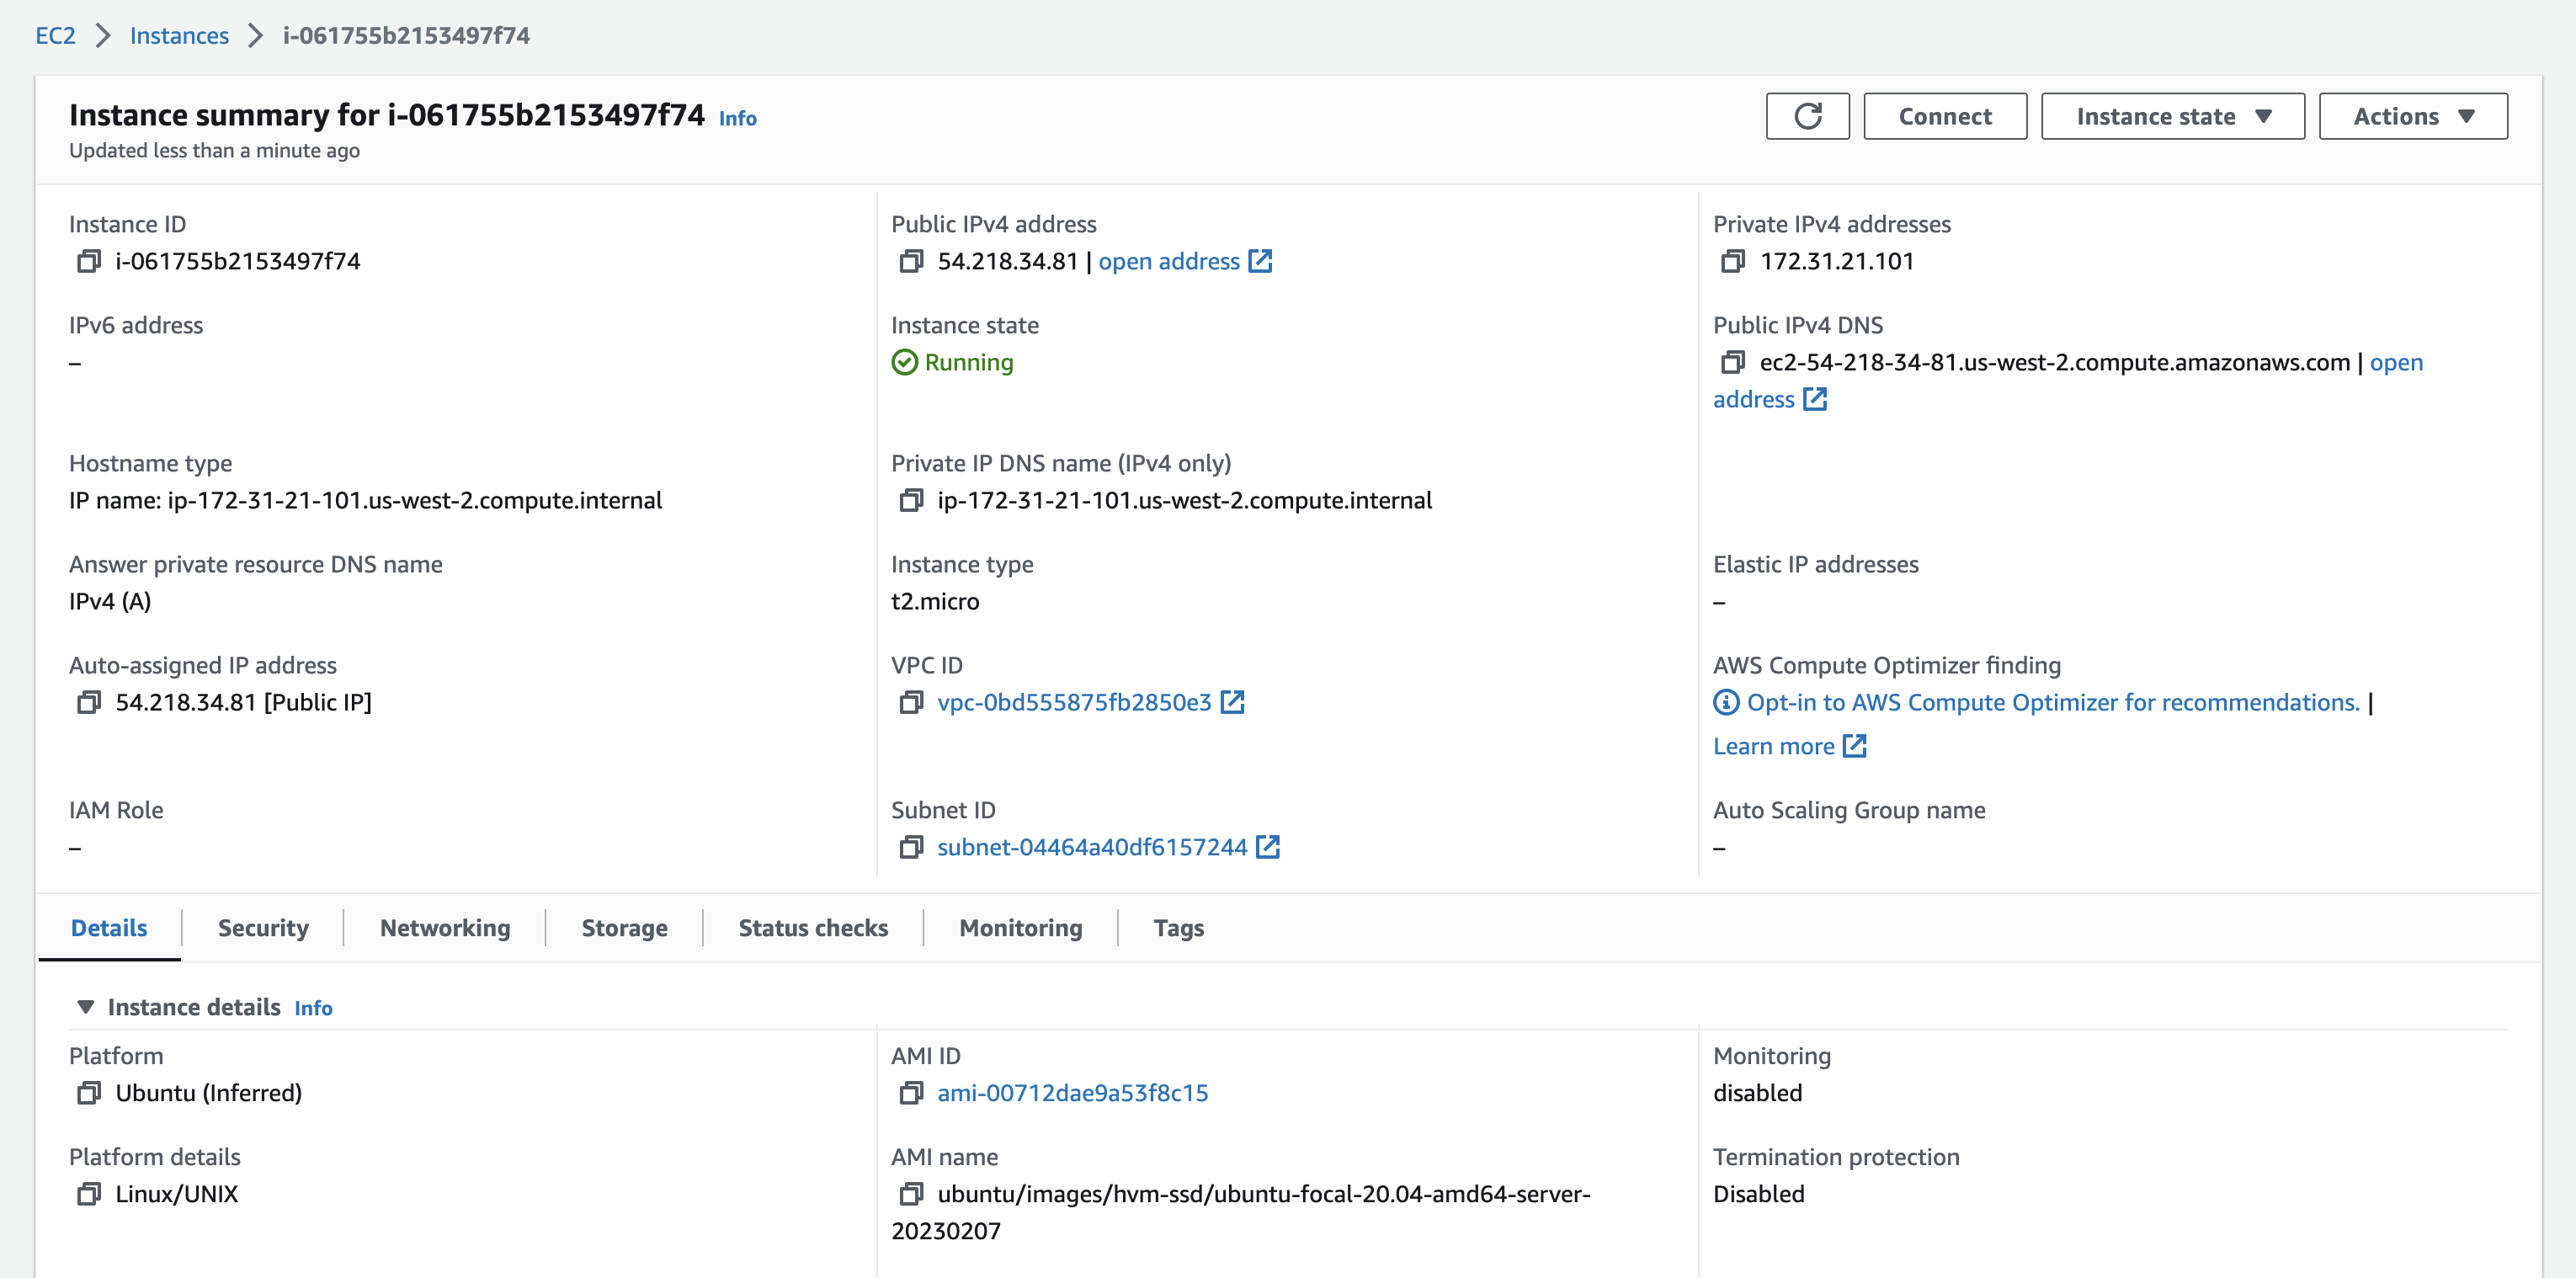 EC2 > Instances > i-061755b2153497f74
Instance summary for i-061755b2153497f74 Info
Updated less than a minute ago
Connect
Instance state
Actions
Instance ID
i-061755b2153497f74
Public IPv4 address
54.218.34.81 | open address
Private IPv4 addresses
172.31.21.101
IPv6 address
–
Instance state
Running
Public IPv4 DNS
ec2-54-218-34-81.us-west-2.compute.amazonaws.com | open
address
Hostname type
IP name: ip-172-31-21-101.us-west-2.compute.internal
Private IP DNS name (IPv4 only)
ip-172-31-21-101.us-west-2.compute.internal
Answer private resource DNS name
IPv4 (A)
Instance type
t2.micro
Elastic IP addresses
–
Auto-assigned IP address
54.218.34.81 [Public IP]
VPC ID
vpc-0bd555875fb2850e3
AWS Compute Optimizer finding
Opt-in to AWS Compute Optimizer for recommendations. |
Learn more
IAM Role
–
Subnet ID
subnet-04464a40df6157244
Auto Scaling Group name
–
Details
Security
Networking
Storage
Status checks
Monitoring
Tags
Instance details Info
Platform
Ubuntu (Inferred)
AMI ID
ami-00712dae9a53f8c15
Monitoring
disabled
Platform details
Linux/UNIX
AMI name
ubuntu/images/hvm-ssd/ubuntu-focal-20.04-amd64-server-
20230207
Termination protection
Disabled